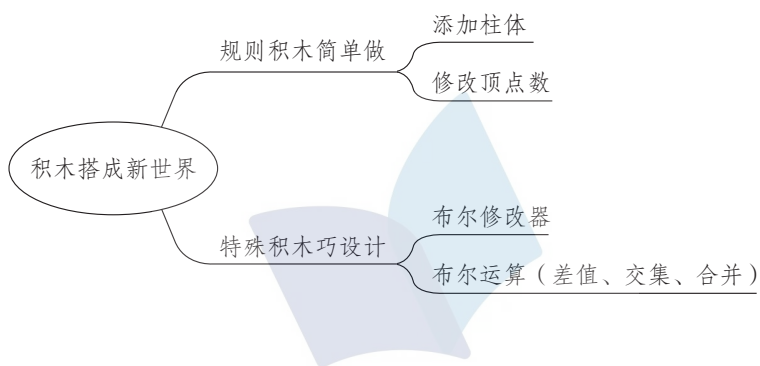 积木搭成新世界
规则积木简单做
添加柱体
修改顶点数
特殊积木巧设计
布尔修改器
布尔运算（差值、交集、合并）